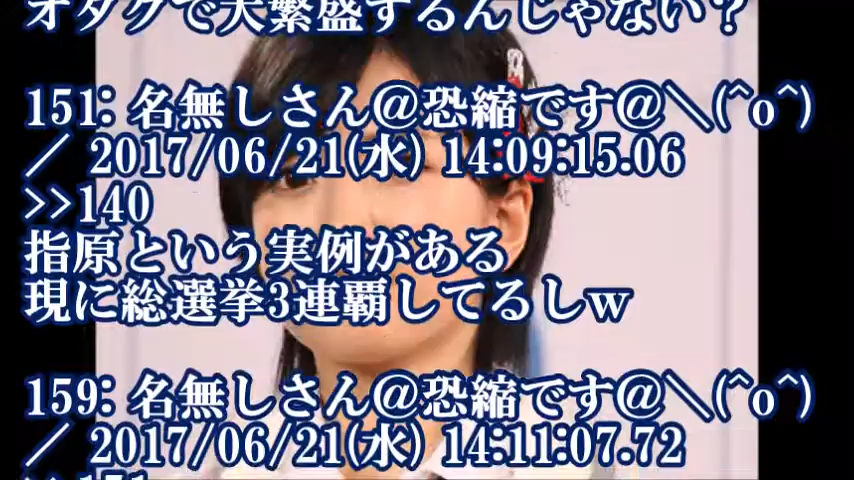 オタクで大繁盛するんじゃない？
151: 名無しさん＠恐縮です＠＼(^o^)
／ 2017/06/21(水) 14:09:15.06
>>140
指原という実例がある
現に総選挙3連覇してるしw
159: 名無しさん＠恐縮です＠＼(^o^)
／ 2017/06/21(水) 14:11:07.72
>>151